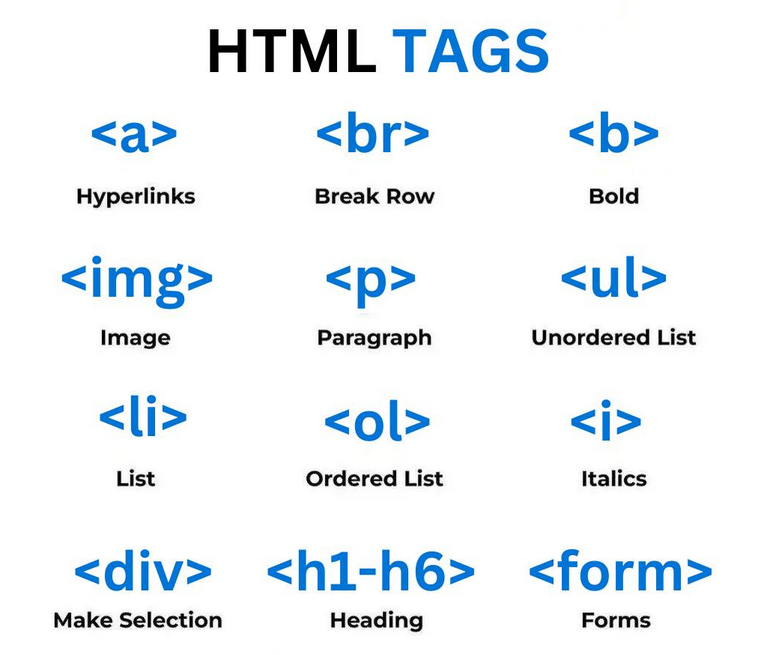 HTML TAGS
<a> <br> <b>
Hyperlinks Break Row Bold
<img> <p> <ul>
Image Paragraph Unordered List
<li> <ol> <i>
List Ordered List Italics
<div> <h1-h6> <form>
Make Selection Heading Forms